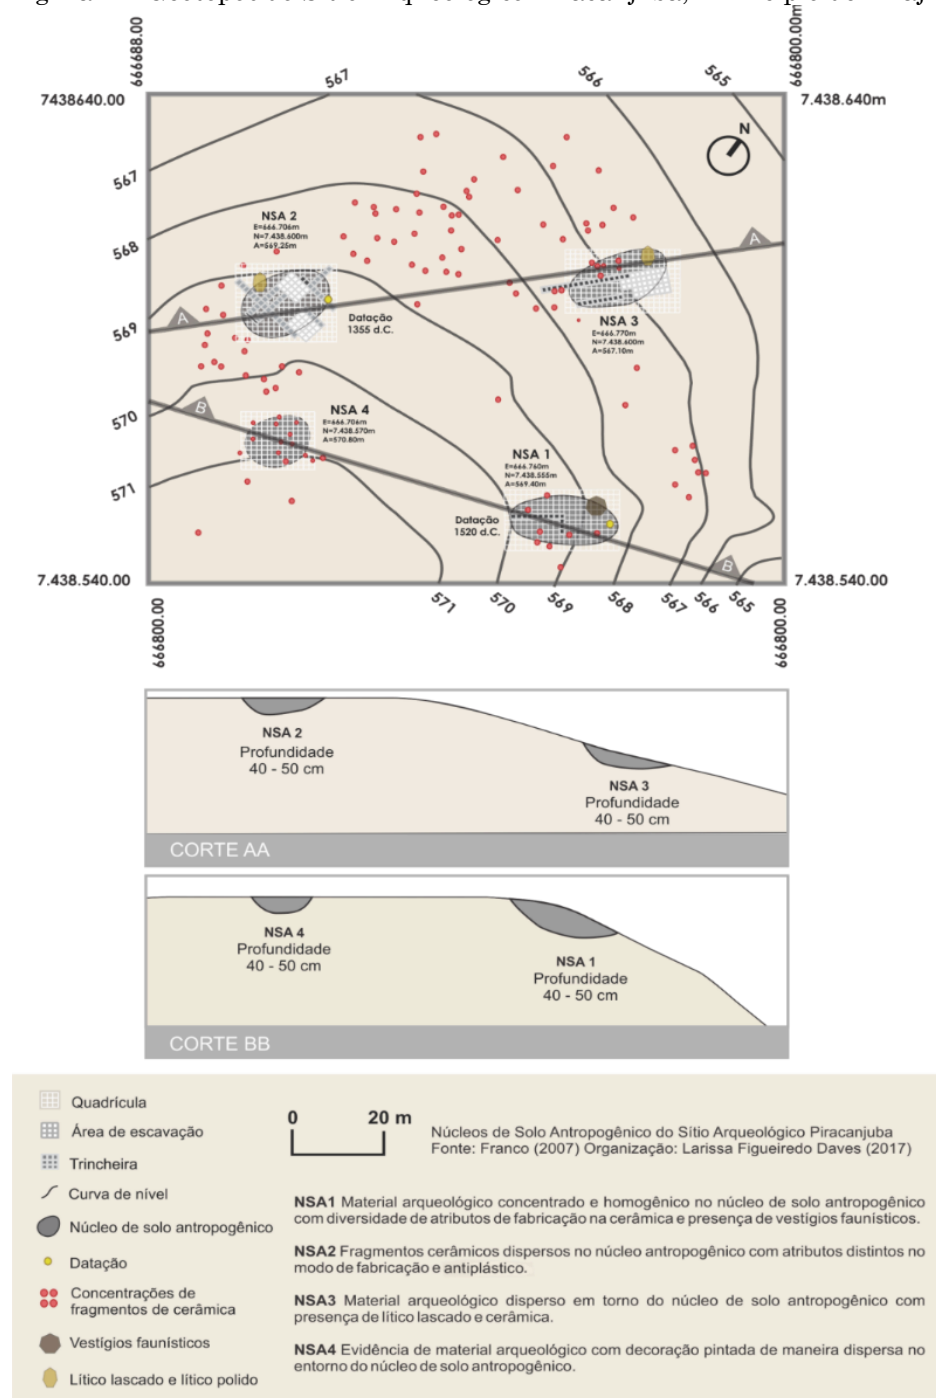 666688.00
666800.00m
567
566
565
7438640.00
7.438.640m
N
567
568
569
570
571
NSA 2
E=666.706m
N=7.438.600m
A=569.25m
A
A
Datação
1355 d.C.
NSA 3
E=666.770m
N=7.438.600m
A=567.10m
B
NSA 4
E=666.706m
N=7.438.570m
A=570.80m
NSA 1
E=666.760m
N=7.438.555m
A=569.40m
Datação
1520 d.C.
B
7.438.540.00
7.438.540.00
571
570
569
568
567
566
565
666800.00
666800.00
NSA 2
Profundidade
40 - 50 cm
NSA 3
Profundidade
40 - 50 cm
CORTE AA
NSA 4
Profundidade
40 - 50 cm
NSA 1
Profundidade
40 - 50 cm
CORTE BB
Quadrícula
Área de escavação
Trincheira
Curva de nível
Núcleo de solo antropogênico
Datação
Concentrações de
fragmentos de cerâmica
Vestígios faunísticos
Lítico lascado e lítico polido
0 20 m
Núcleos de Solo Antropogênico do Sítio Arqueológico Piracanjuba
Fonte: Franco (2007) Organização: Larissa Figueiredo Daves (2017)
NSA1 Material arqueológico concentrado e homogênico no núcleo de solo antropogênico
com diversidade de atributos de fabricação na cerâmica e presença de vestígios faunísticos.
NSA2 Fragmentos cerâmicos dispersos no núcleo antropogênico com atributos distintos no
modo de fabricação e antiplástico.
NSA3 Material arqueológico disperso em torno do núcleo de solo antropogênico com
presença de lítico lascado e cerâmica.
NSA4 Evidência de material arqueológico com decoração pintada de maneira dispersa no
entorno do núcleo de solo antropogênico.